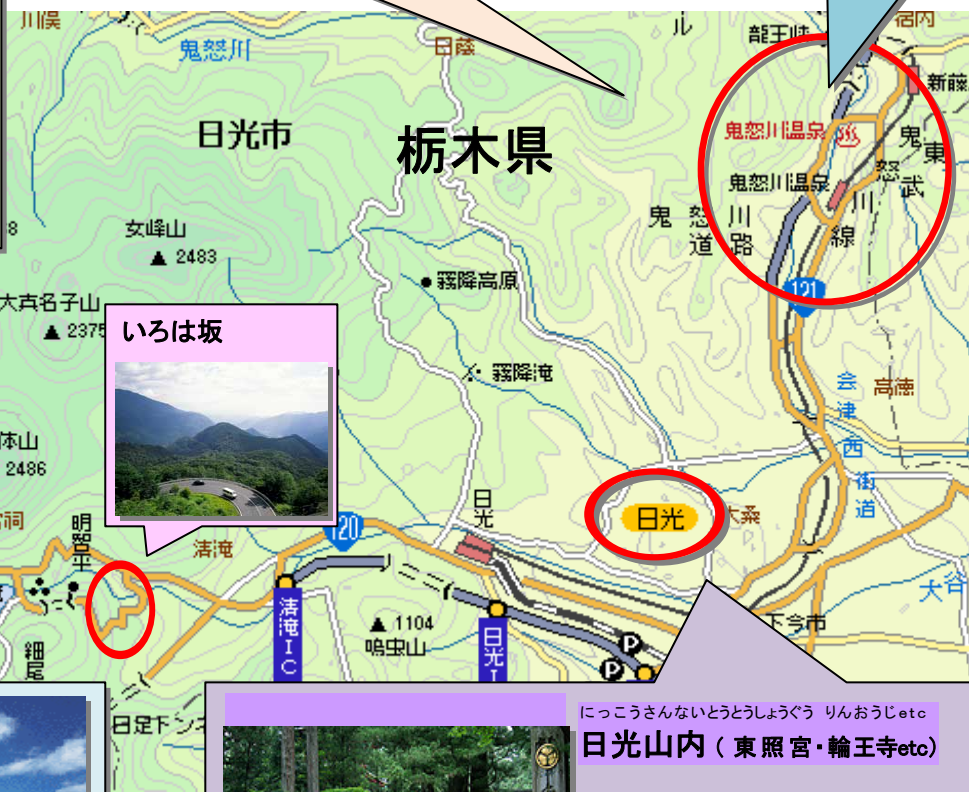 川俣
鬼怒川
日蔭
龍王峡
宿内
新藤
日光市
栃木県
鬼怒川温泉
鬼怒川温泉
東武鬼怒川線
鬼怒川路
女峰山
2483
霧降高原
大真名子山
2375
121
いろは坂
霧降滝
会津西街道
高徳
体山
2486
日光
日光
大桑
明智平
清滝
120
清滝IC
1104
鳴虫山
日光I
下今市
大谷
細尾
P
P
日足トンネ
にっこうさんないとうとうしょうぐう りんおうじetc
日光山内（東照宮・輪王寺etc）